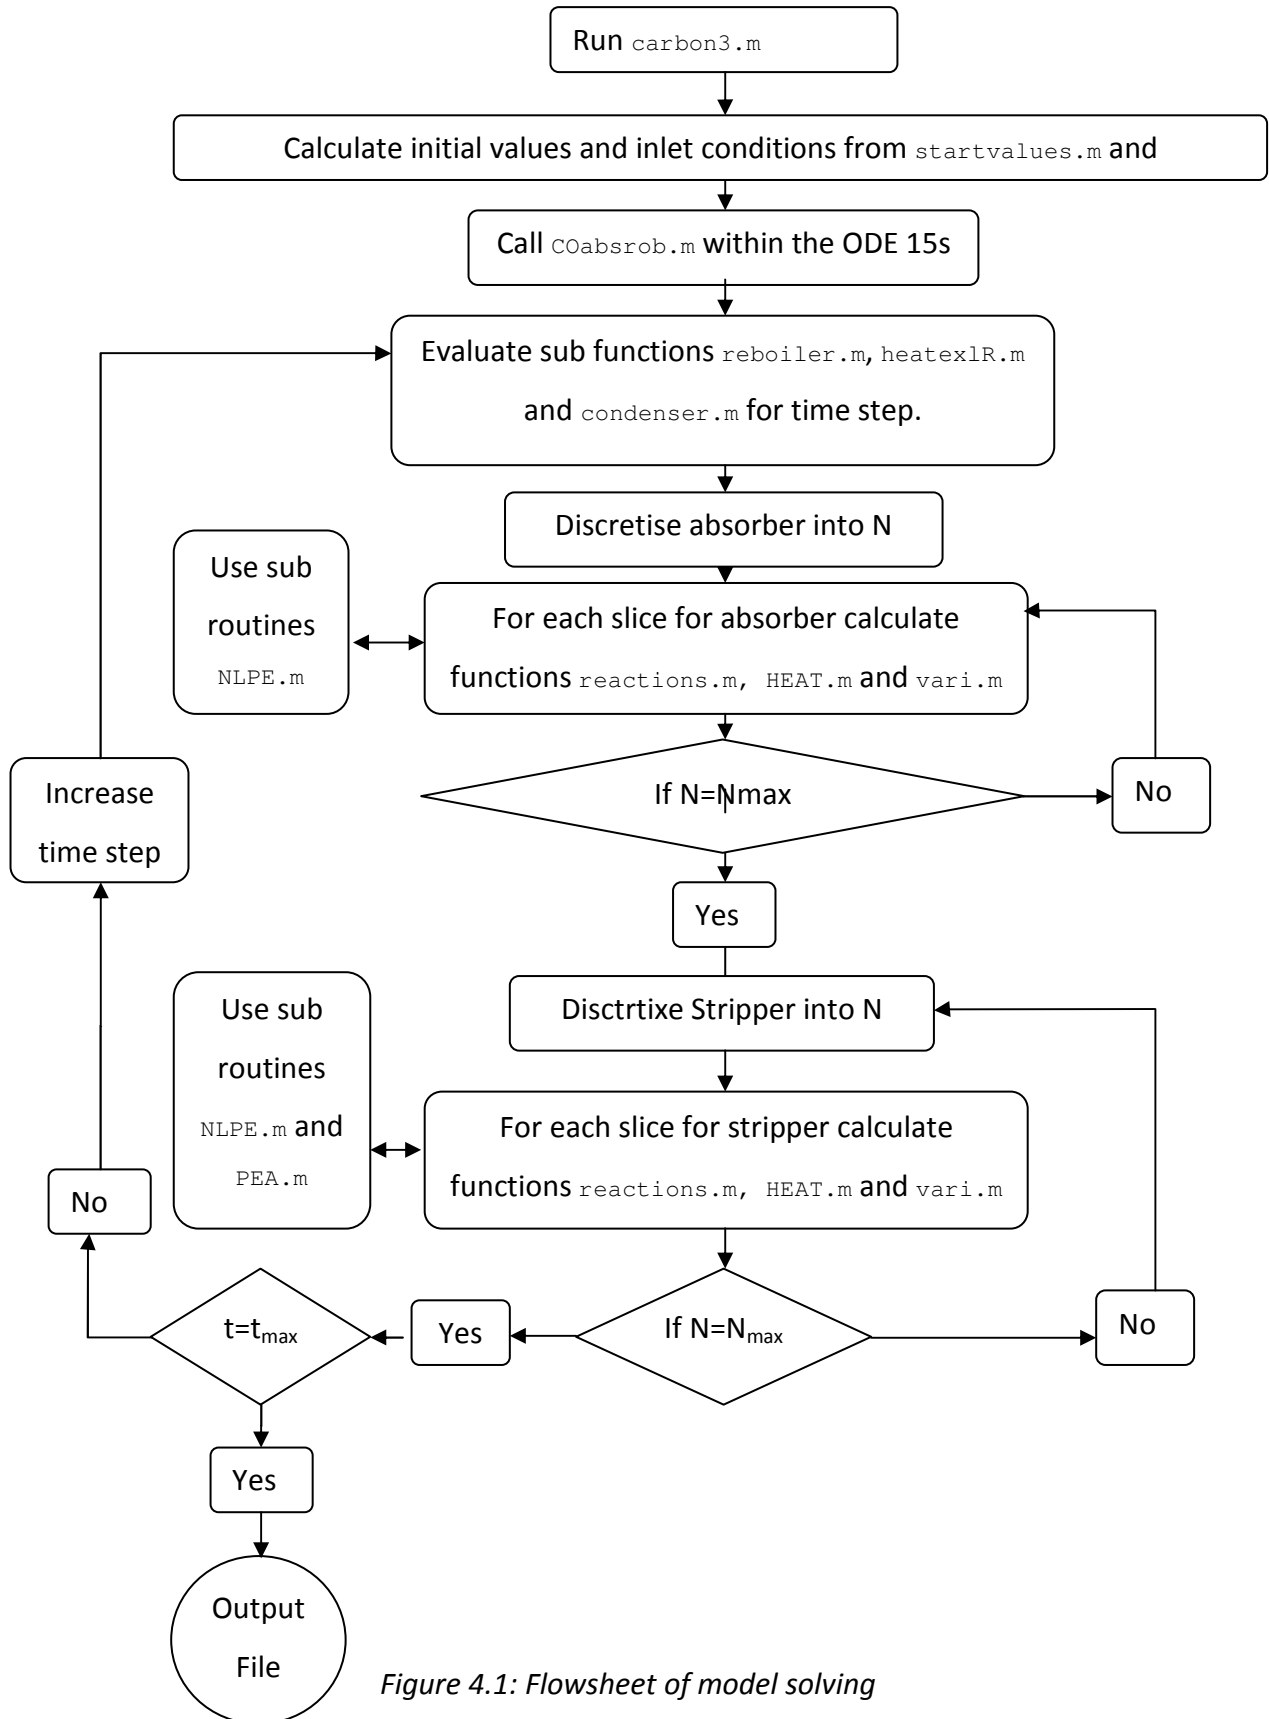 Run carbon3.m
Calculate initial values and inlet conditions from startvalues.m and
Call COabsrob.m within the ODE 15s
Evaluate sub functions reboiler.m, heatexlR.m
and condenser.m for time step.
Discretise absorber into N
Use sub
routines
NLPE.m
For each slice for absorber calculate
functions reactions.m, HEAT.m and vari.m
If N=Nmax
No
Increase
time step
Yes
Disctrtixe Stripper into N
Use sub
routines
NLPE.m and
PEA.m
For each slice for stripper calculate
functions reactions.m, HEAT.m and vari.m
No
t=tmax
Yes
If N=Nmax
No
Yes
Output
File
Figure 4.1: Flowsheet of model solving